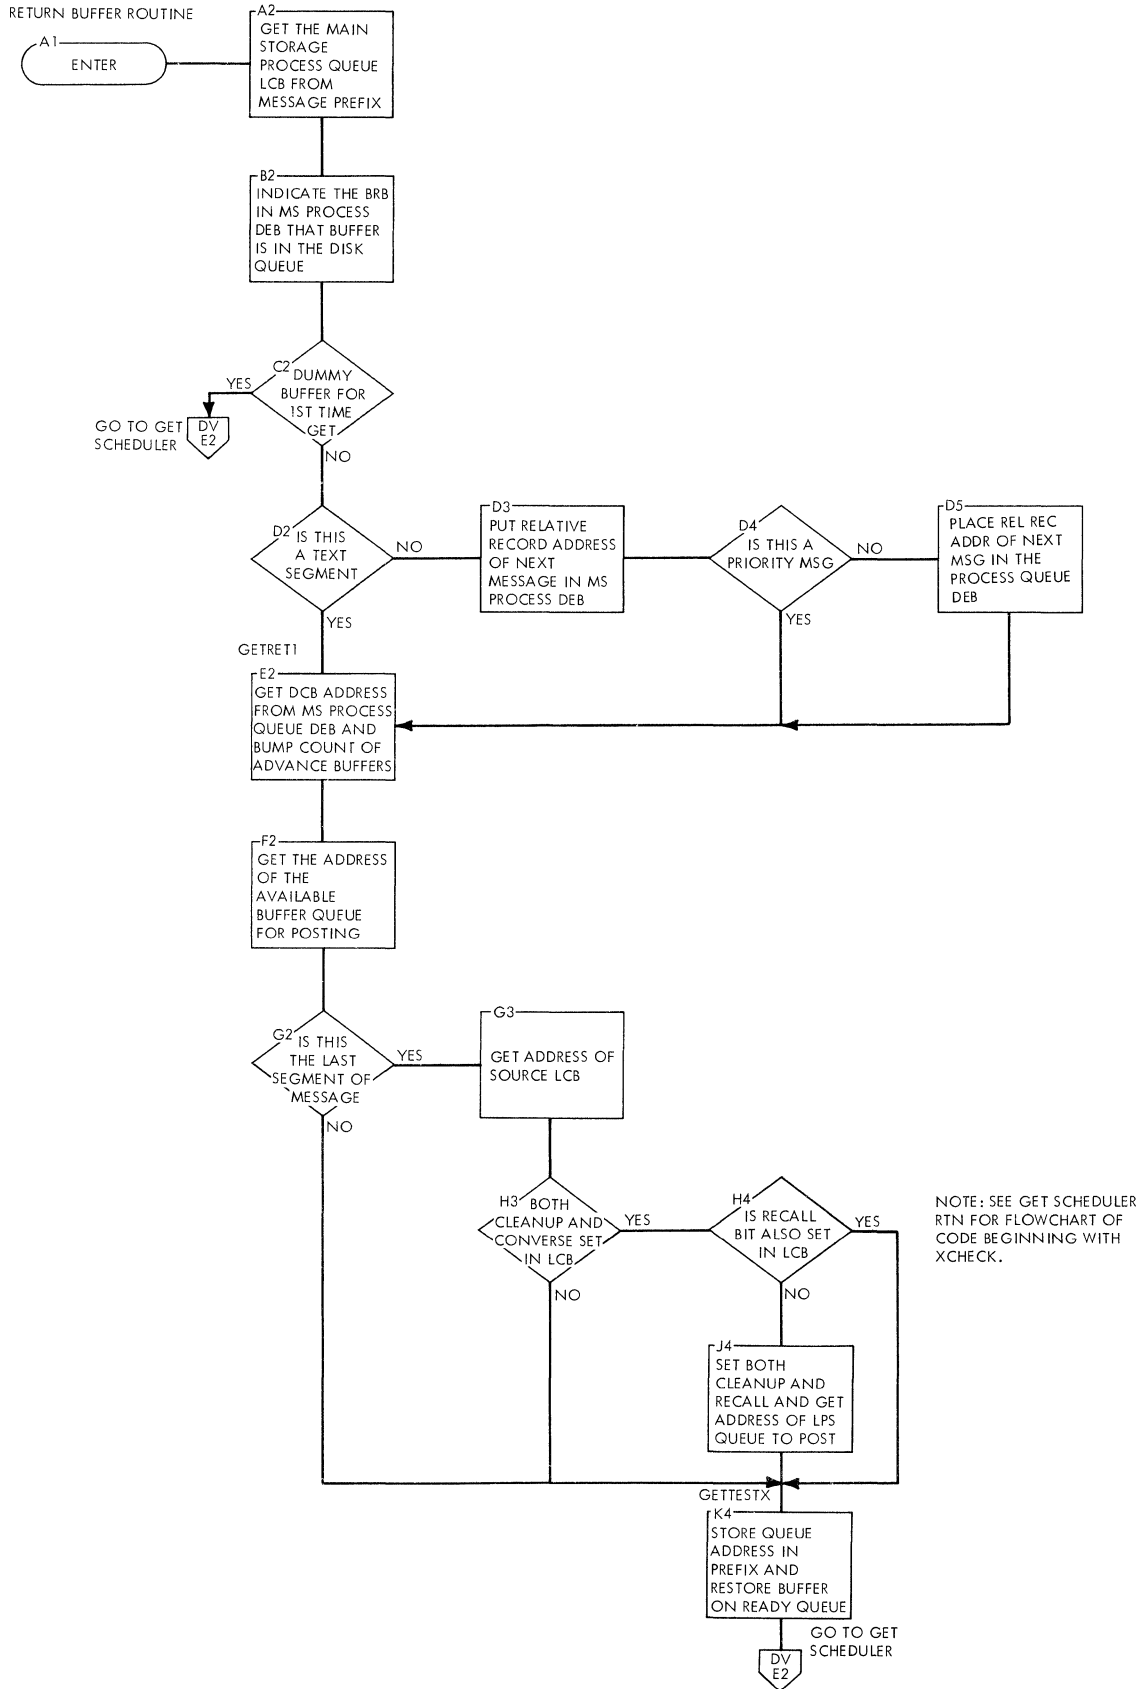 RETURN BUFFER ROUTINE
A1
ENTER
A2
GET THE MAIN
STORAGE
PROCESS QUEUE
LCB FROM
MESSAGE PREFIX
B2
INDICATE THE BRB
IN MS PROCESS
DEB THAT BUFFER
IS IN THE DISK
QUEUE
C2
DUMMY
BUFFER FOR
1ST TIME
GET
YES
GO TO GET
SCHEDULER
DV
E2
NO
D2
IS THIS
A TEXT
SEGMENT
NO
D3
PUT RELATIVE
RECORD ADDRESS
OF NEXT
MESSAGE IN MS
PROCESS DEB
D4
IS THIS A
PRIORITY MSG
NO
D5
PLACE REL REC
ADDR OF NEXT
MSG IN THE
PROCESS QUEUE
DEB
YES
YES
GETRET1
E2
GET DCB ADDRESS
FROM MS PROCESS
QUEUE DEB AND
BUMP COUNT OF
ADVANCE BUFFERS
F2
GET THE ADDRESS
OF THE
AVAILABLE
BUFFER QUEUE
FOR POSTING
G2
IS THIS
THE LAST
SEGMENT OF
MESSAGE
YES
NO
G3
GET ADDRESS OF
SOURCE LCB
H3
BOTH
CLEANUP AND
CONVERSE SET
IN LCB
YES
NO
H4
IS RECALL
BIT ALSO SET
IN LCB
YES
NO
NOTE: SEE GET SCHEDULER
RTN FOR FLOWCHART OF
CODE BEGINNING WITH
XCHECK.
J4
SET BOTH
CLEANUP AND
RECALL AND GET
ADDRESS OF LPS
QUEUE TO POST
GETTESTX
K4
STORE QUEUE
ADDRESS IN
PREFIX AND
RESTORE BUFFER
ON READY QUEUE
GO TO GET
SCHEDULER
DV
E2